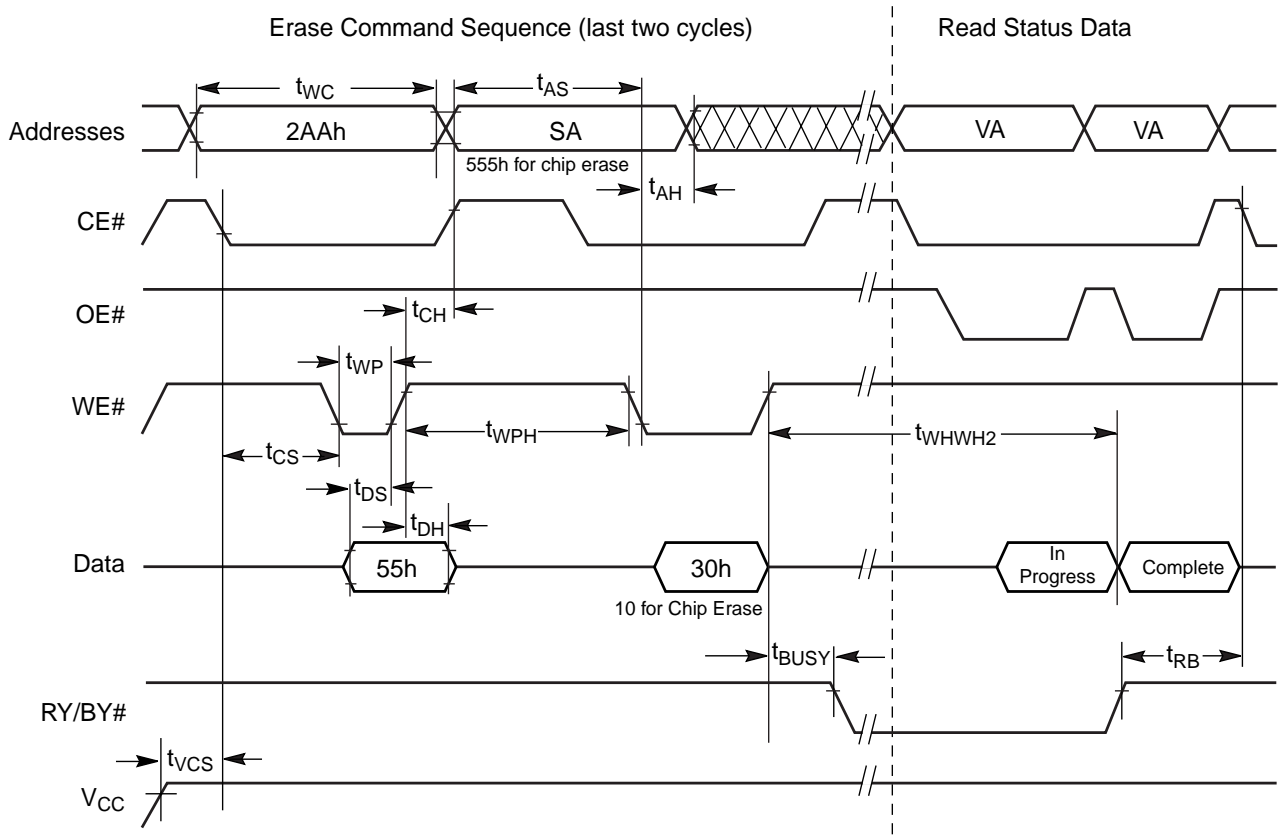 Erase Command Sequence (last two cycles)
Read Status Data
tWC
tAS
Addresses
2AAh
SA
VA
VA
555h for chip erase
tAH
CE#
OE#
tCH
tWP
WE#
tWPH
tWHWH2
tCS
tDS
tDH
Data
55h
30h
In
Progress
Complete
10 for Chip Erase
tBUSY
tRB
RY/BY#
tVCS
VCC